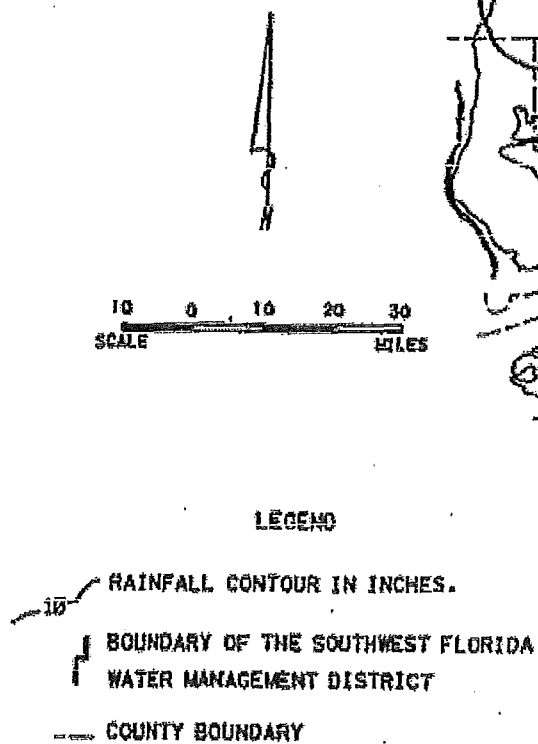 N
10 0 10 20 30
SCALE MILES
LEGEND
10 RAINFALL CONTOUR IN INCHES.
BOUNDARY OF THE SOUTHWEST FLORIDA
WATER MANAGEMENT DISTRICT
COUNTY BOUNDARY